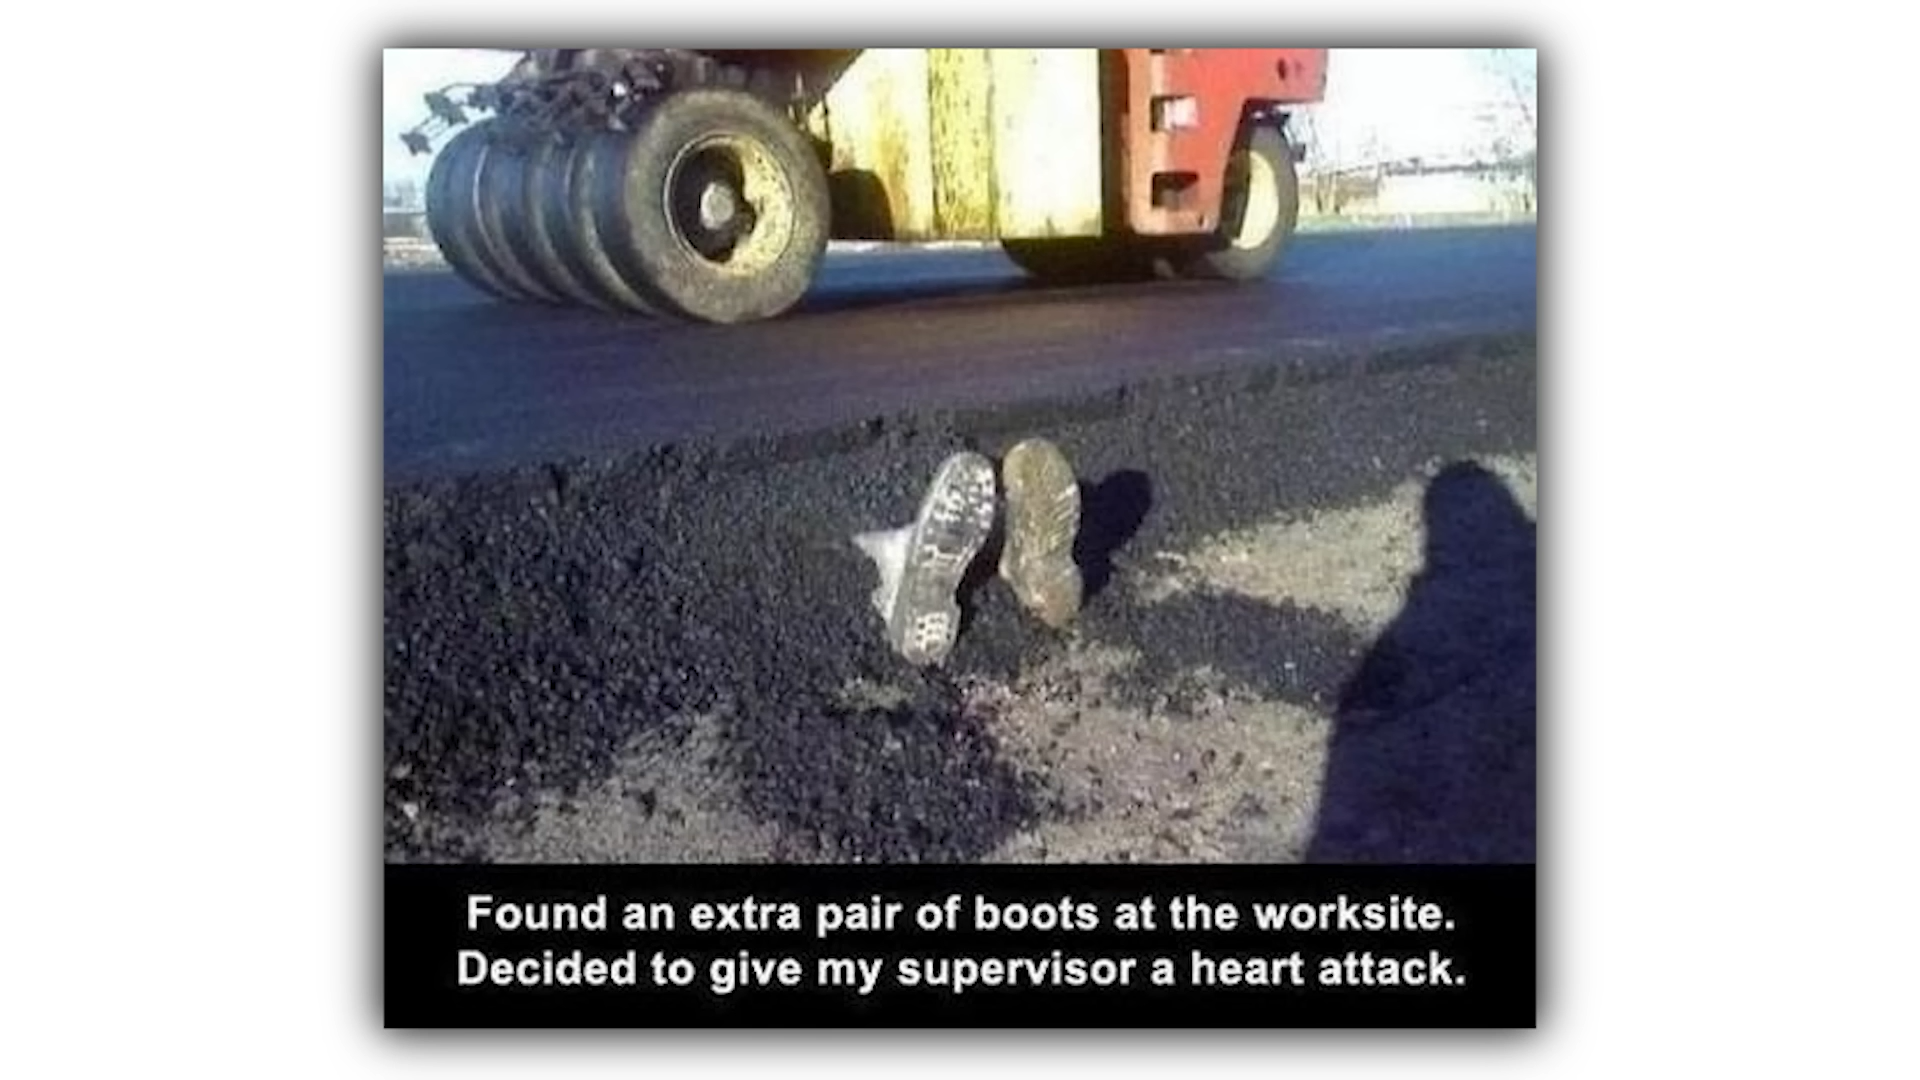 Found an extra pair of boots at the worksite.
Decided to give my supervisor a heart attack.